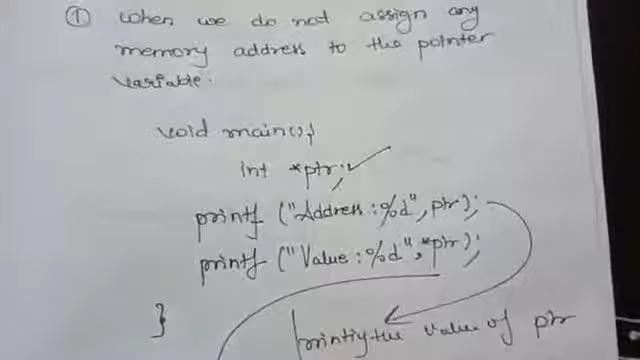 ① When we do not assign any
memory address to the pointer
variable.
void main(){
int *ptr;
printf ("Address:%d", ptr);
printf ("Value:%d", *ptr);
}
printing the value of ptr